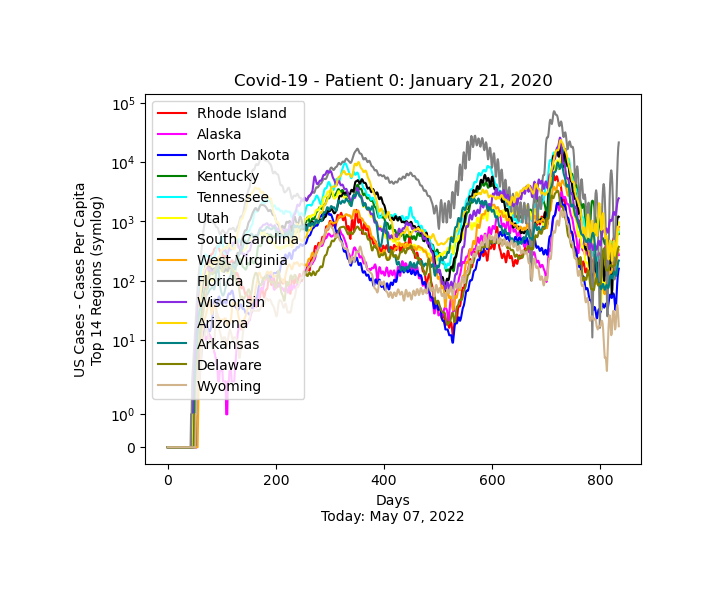 Covid-19 - Patient 0: January 21, 2020
US Cases - Cases Per Capita
Top 14 Regions (symlog)
10^5
10^4
10^3
10^2
10^1
10^0
0
Rhode Island
Alaska
North Dakota
Kentucky
Tennessee
Utah
South Carolina
West Virginia
Florida
Wisconsin
Arizona
Arkansas
Delaware
Wyoming
0 200 400 600 800
Days
Today: May 07, 2022